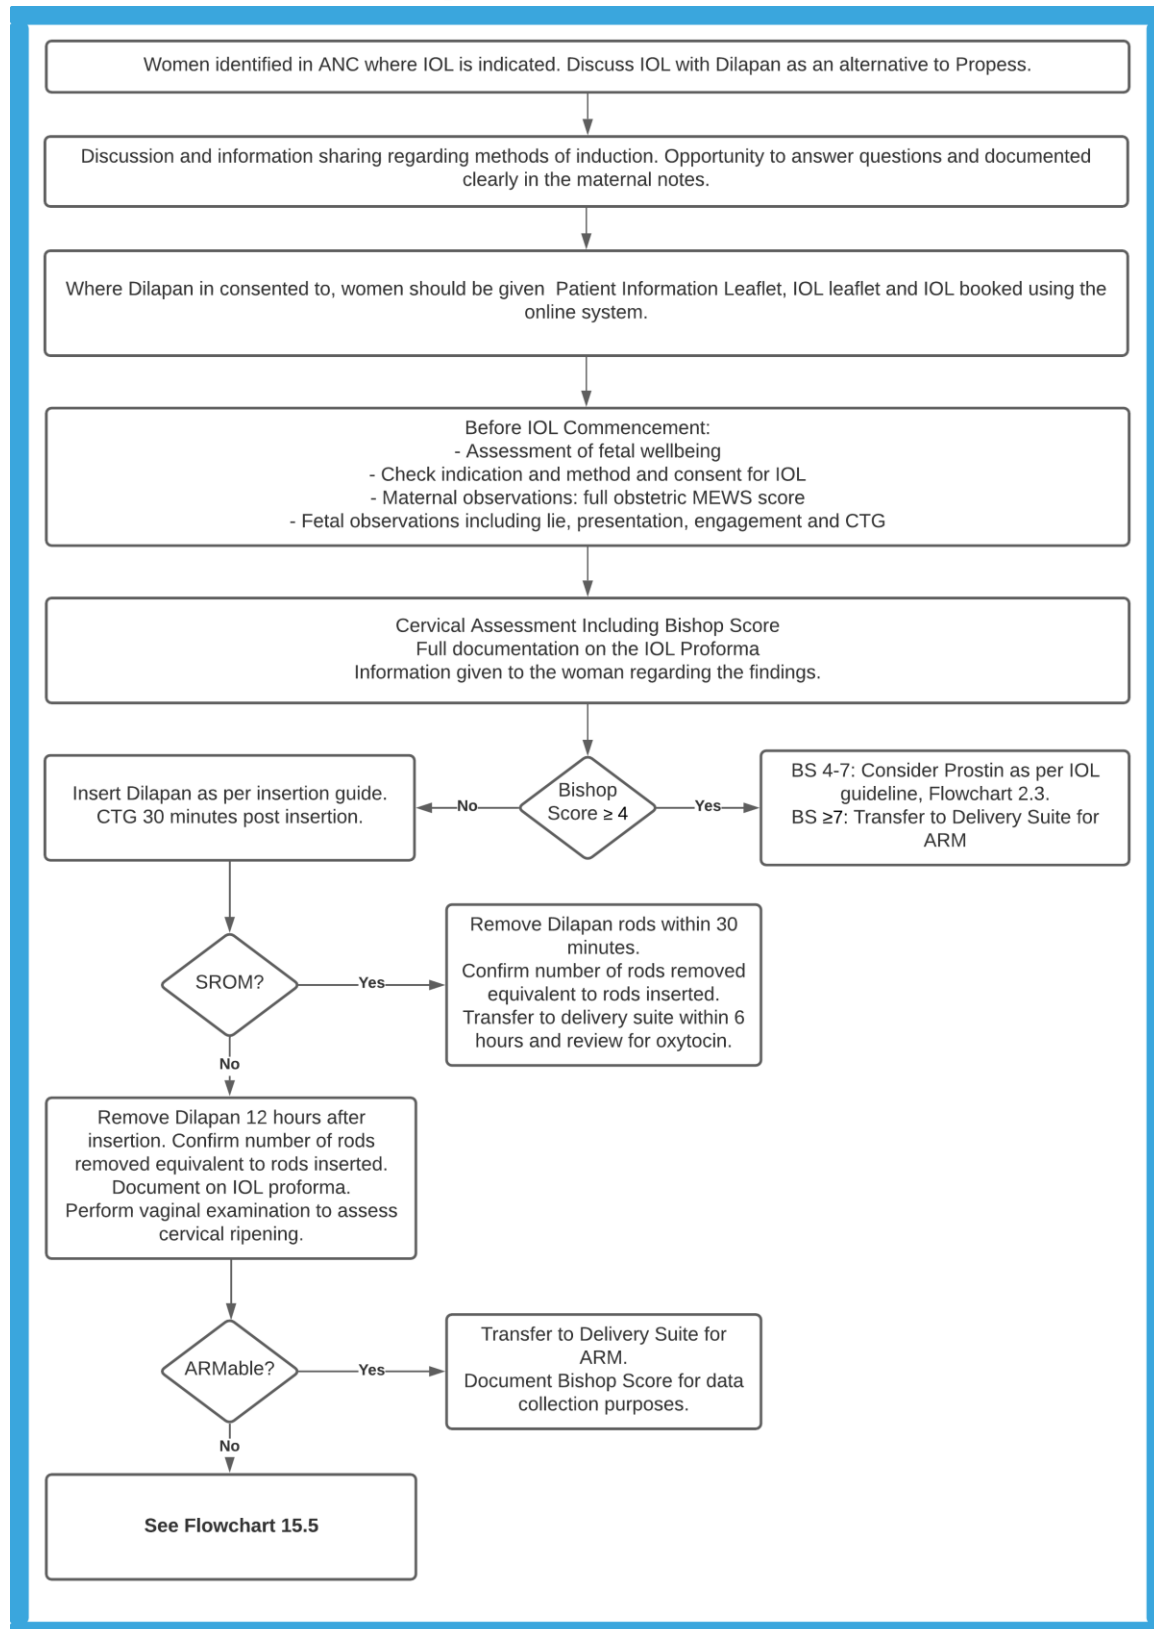 Women identified in ANC where IOL is indicated. Discuss IOL with Dilapan as an alternative to Propess.
Discussion and information sharing regarding methods of induction. Opportunity to answer questions and documented
clearly in the maternal notes.
Where Dilapan in consented to, women should be given  Patient Information Leaflet, IOL leaflet and IOL booked using the
online system.
Before IOL Commencement:
- Assessment of fetal wellbeing
- Check indication and method and consent for IOL
- Maternal observations: full obstetric MEWS score
- Fetal observations including lie, presentation, engagement and CTG
Cervical Assessment Including Bishop Score
Full documentation on the IOL Proforma
Information given to the woman regarding the findings.
Bishop
Score ≥ 4
No
Yes
Insert Dilapan as per insertion guide.
CTG 30 minutes post insertion.
BS 4-7: Consider Prostin as per IOL
guideline, Flowchart 2.3.
BS ≥7: Transfer to Delivery Suite for
ARM
SROM?
Yes
Remove Dilapan rods within 30
minutes.
Confirm number of rods removed
equivalent to rods inserted.
Transfer to delivery suite within 6
hours and review for oxytocin.
No
Remove Dilapan 12 hours after
insertion. Confirm number of rods
removed equivalent to rods inserted.
Document on IOL proforma.
Perform vaginal examination to assess
cervical ripening.
ARMable?
Yes
Transfer to Delivery Suite for
ARM.
Document Bishop Score for data
collection purposes.
No
See Flowchart 15.5